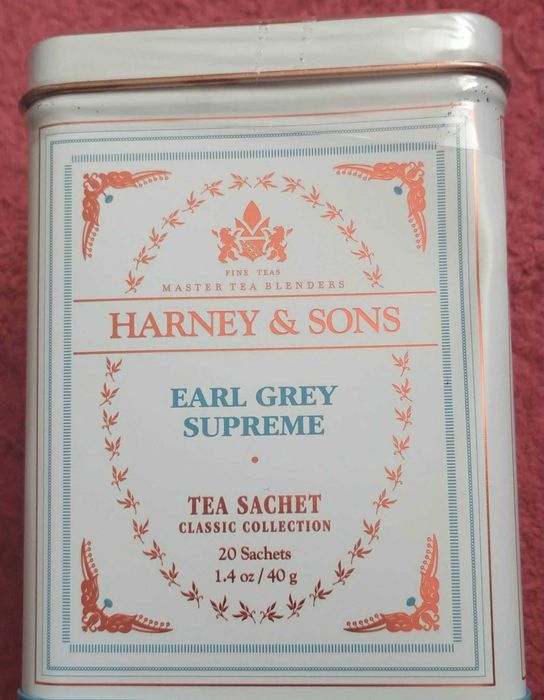 FINE TEAS
MASTER TEA BLENDERS
HARNEY & SONS
EARL GREY
SUPREME
TEA SACHET
CLASSIC COLLECTION
20 Sachets
1.4 oz / 40 g